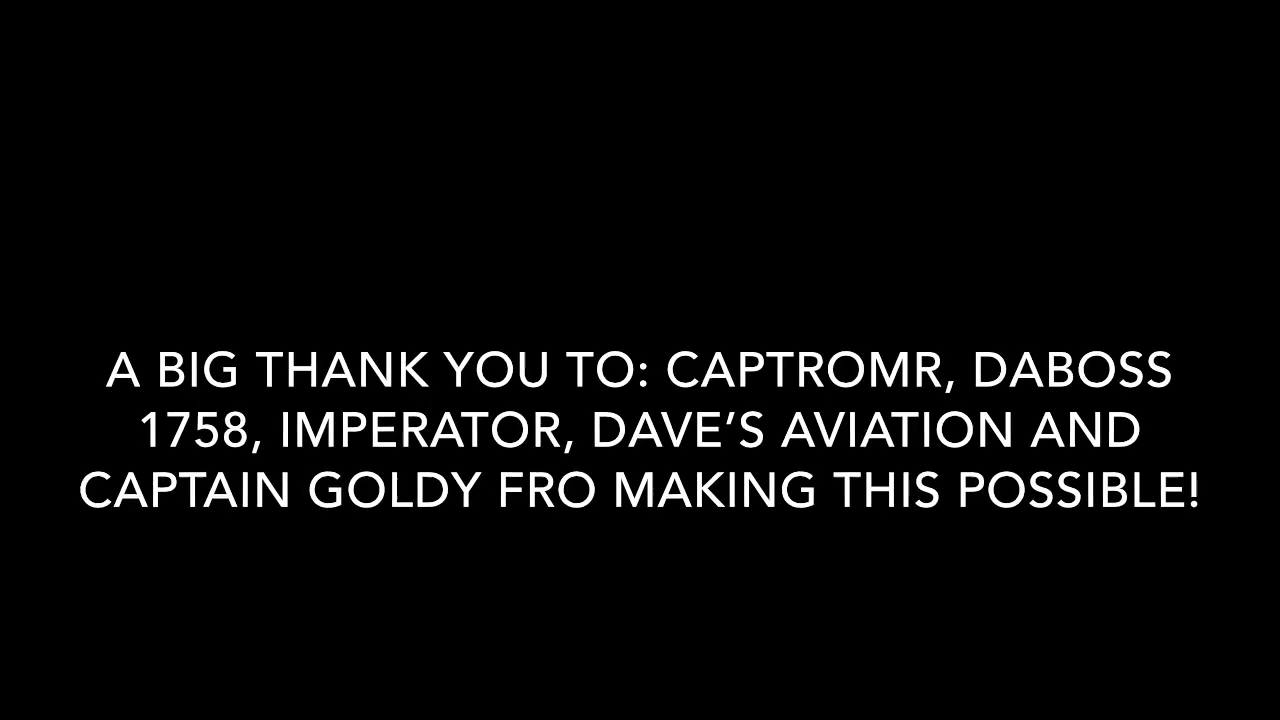 A BIG THANK YOU TO: CAPTROMR, DABOSS
1758, IMPERATOR, DAVE’S AVIATION AND
CAPTAIN GOLDY FRO MAKING THIS POSSIBLE!